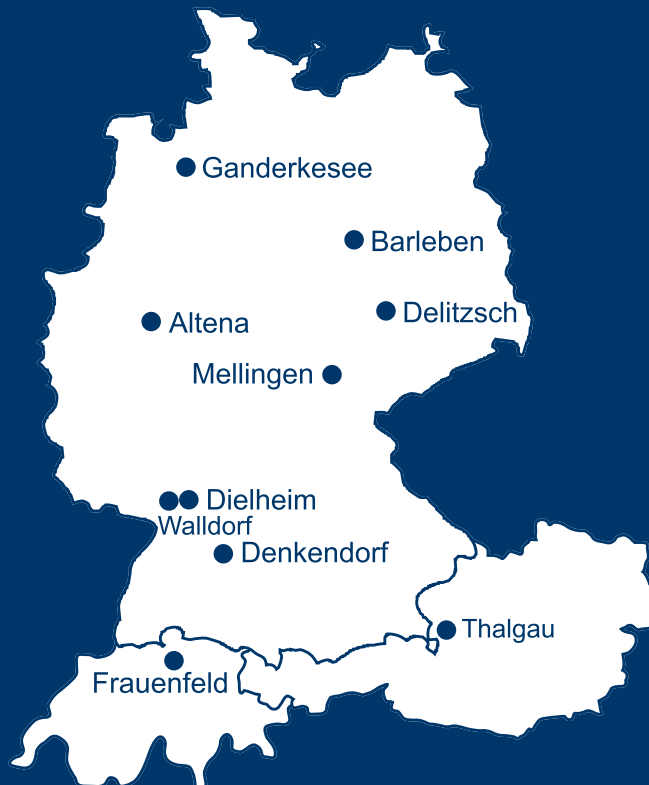 Ganderkesee
Barleben
Delitzsch
Altena
Mellingen
Dielheim
Walldorf
Denkendorf
Thalgau
Frauenfeld